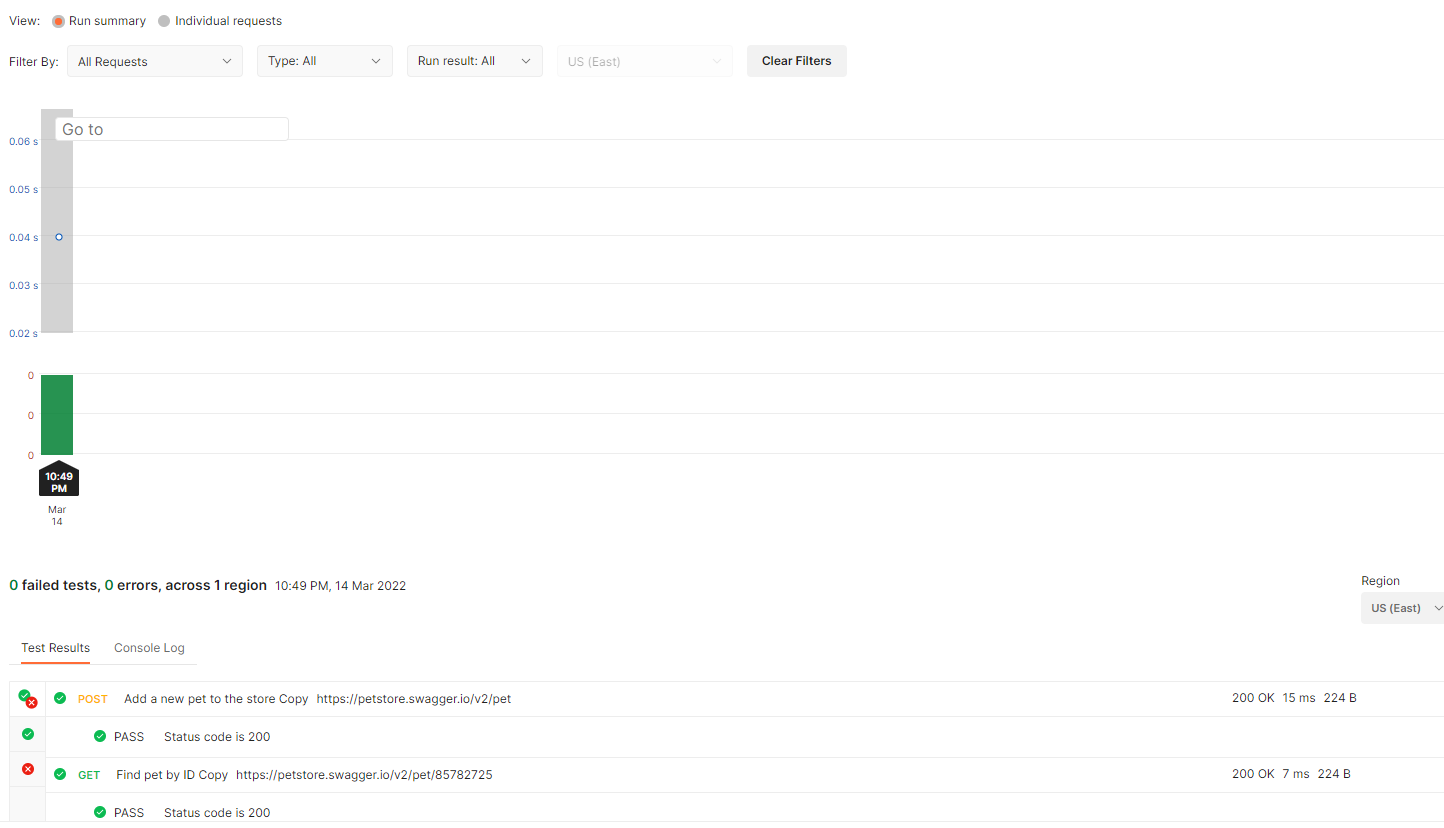 View: Run summary Individual requests
Filter By: All Requests Type: All Run result: All US (East) Clear Filters
Go to
0.06 s
0.05 s
0.04 s
0.03 s
0.02 s
0
0
0
10:49
PM
Mar
14
0 failed tests, 0 errors, across 1 region 10:49 PM, 14 Mar 2022
Region
US (East)
Test Results Console Log
POST Add a new pet to the store Copy https://petstore.swagger.io/v2/pet 200 OK 15 ms 224 B
PASS Status code is 200
GET Find pet by ID Copy https://petstore.swagger.io/v2/pet/85782725 200 OK 7 ms 224 B
PASS Status code is 200